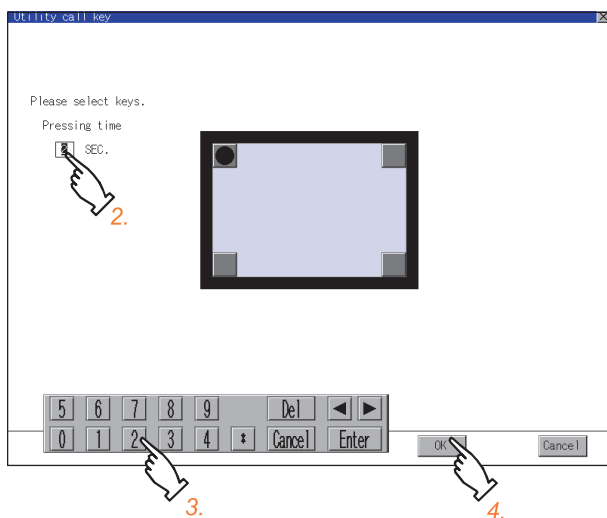 Utility call key
Please select keys.
Pressing time
SEC.
2.
5 6 7 8 9 Del ◀ ▶
0 1 2 3 4 * Cancel Enter
OK Cancel
3. 4.